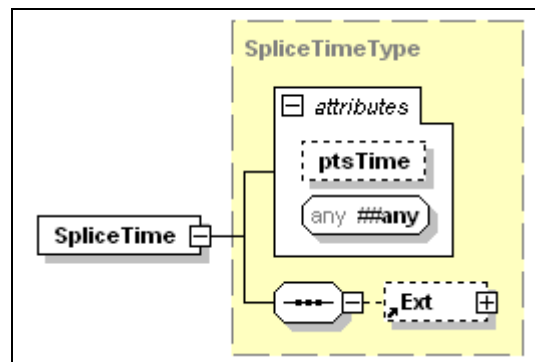 SpliceTimeType
attributes
ptsTime
any ##any
SpliceTime
Ext